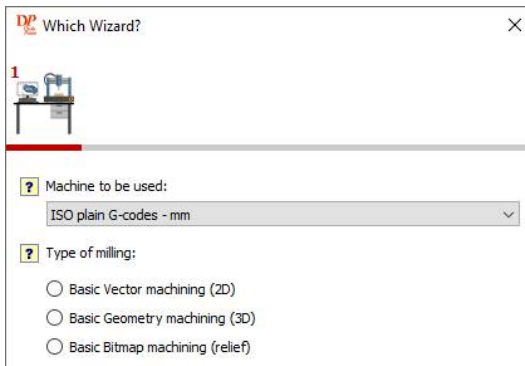 DP Which Wizard?
1
? Machine to be used:
ISO plain G-codes - mm
? Type of milling:
Basic Vector machining (2D)
Basic Geometry machining (3D)
Basic Bitmap machining (relief)